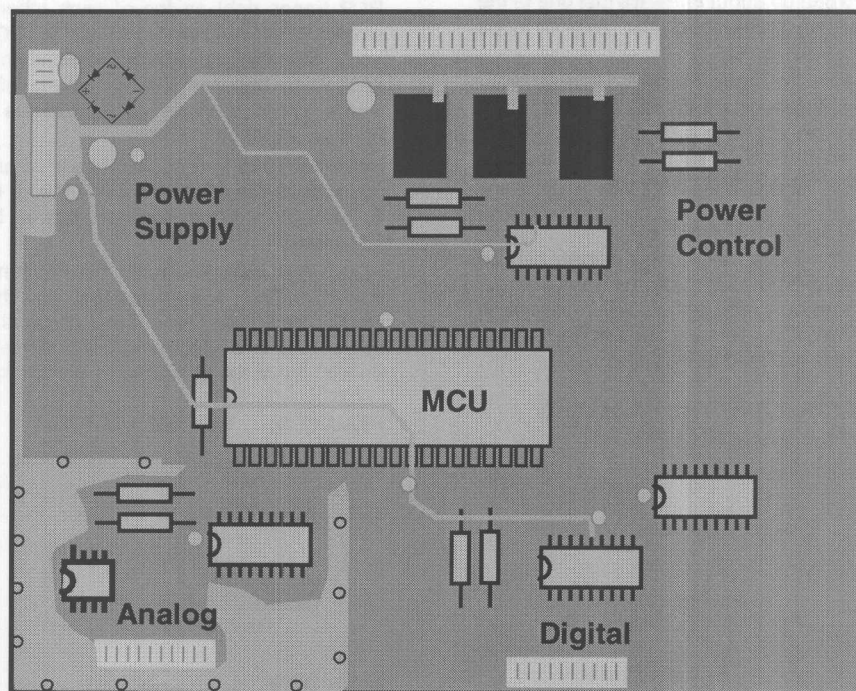 Power
Supply
Power
Control
MCU
Analog
Digital